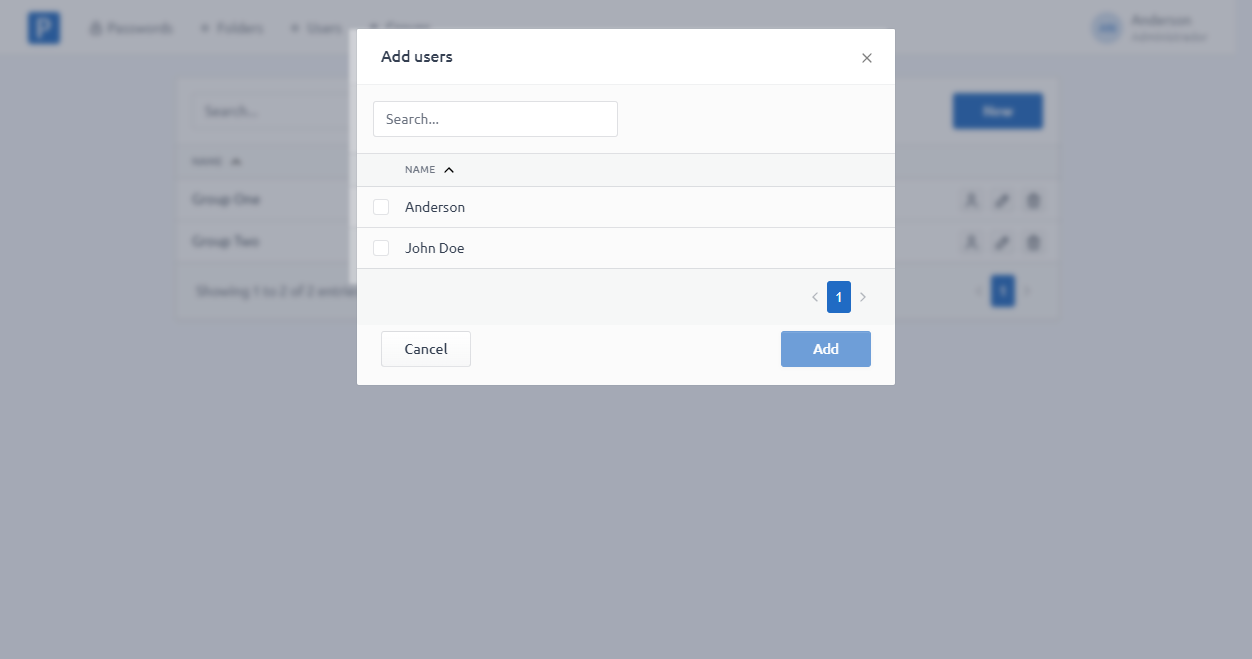 P
Passwords
Folders
Users
Groups
Anderson
Administrator
Add users
Search...
Search...
New
NAME
NAME
Group One
Anderson
Group Two
John Doe
Showing 1 to 2 of 2 entries
1
1
Cancel
Add